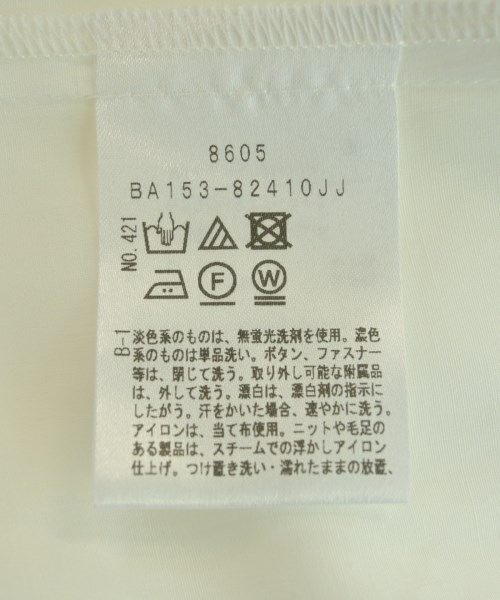 8605
BA153-82410JJ
NO.421
F
W
B-1
淡色系のものは、無蛍光洗剤を使用。濃色
系のものは単品洗い。ボタン、ファスナー
等は、閉じて洗う。取り外し可能な附属品
は、外して洗う。漂白は、漂白剤の指示に
したがう。汗をかいた場合、速やかに洗う。
アイロンは、当て布使用。ニットや毛足の
ある製品は、スチームでの浮かしアイロン
仕上げ。つけ置き洗い・濡れたままの放置、